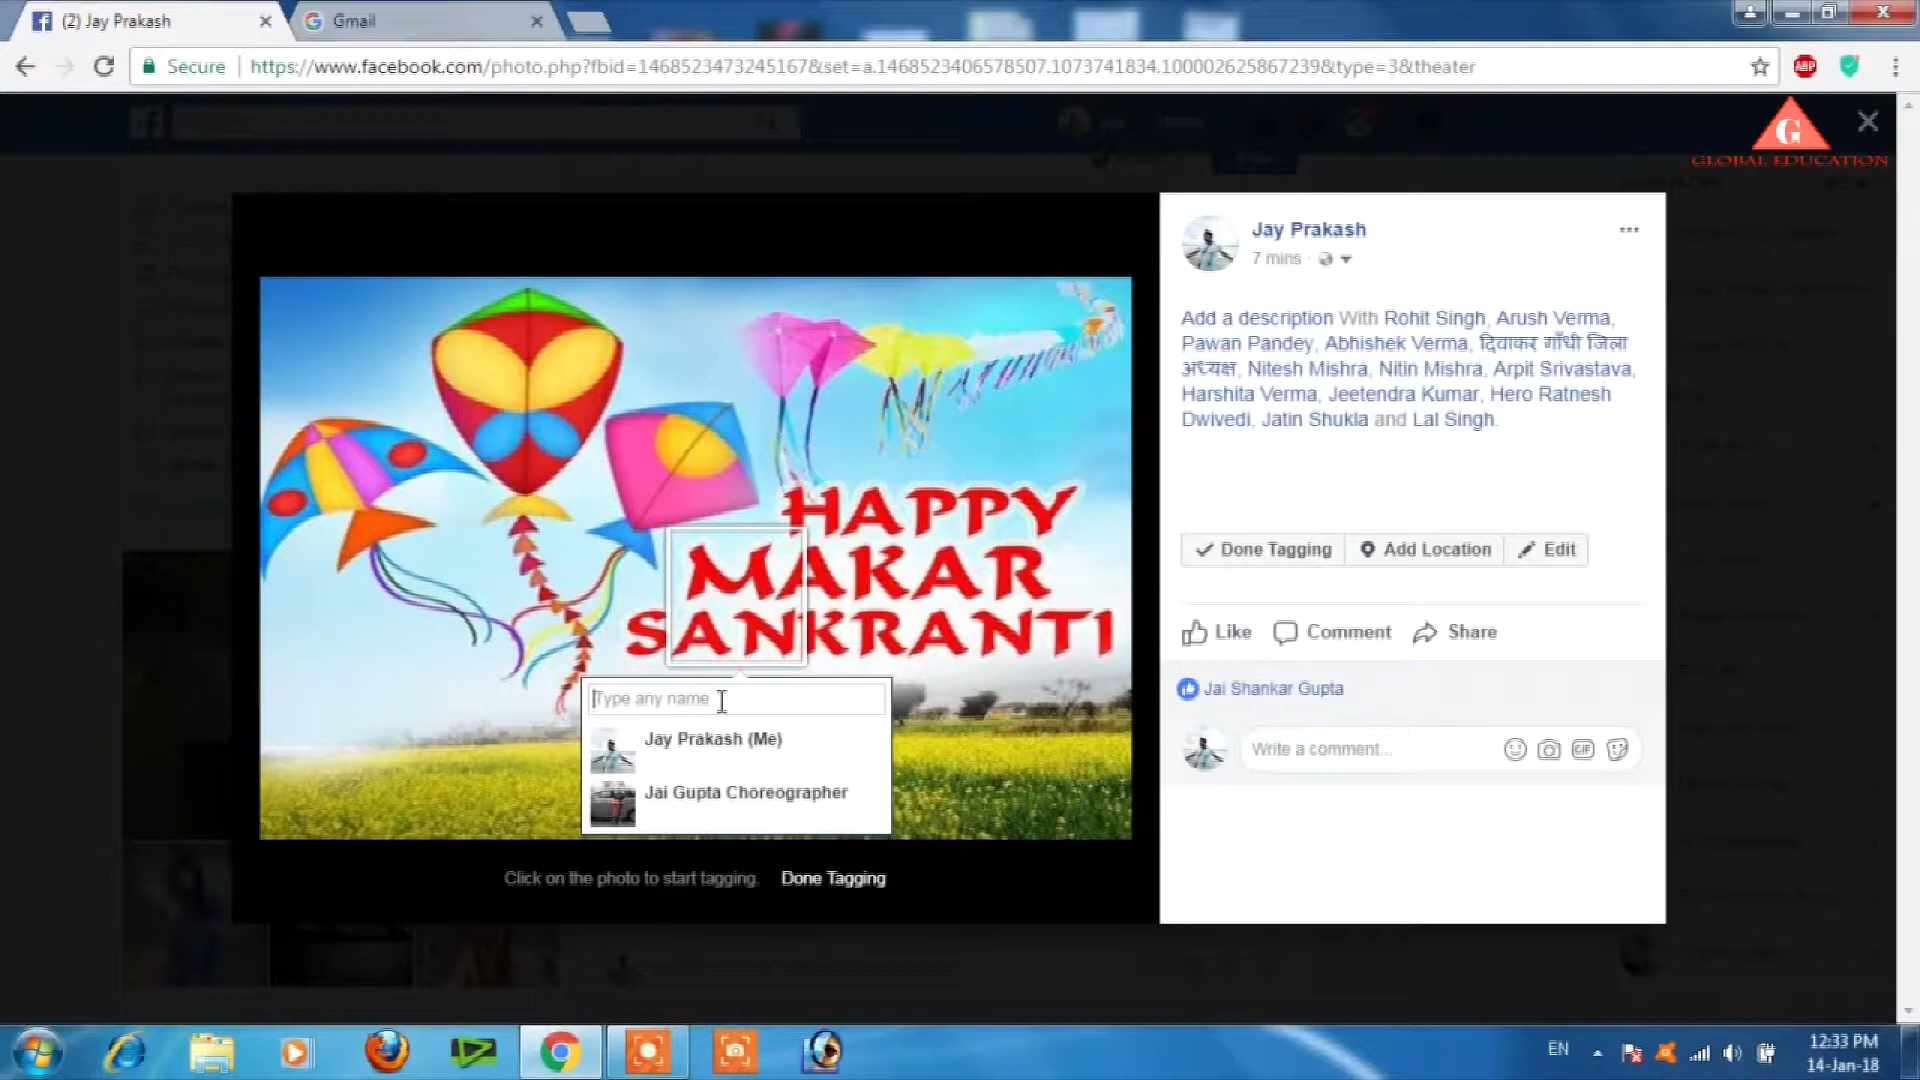 (2) Jay Prakash
Gmail
Secure
https://www.facebook.com/photo.php?fbid=1468523473245167&set=a.1468523406578507.1073741834.100002625867239&type=3&theater
ABP
G
GLOBAL EDUCATION
Jay Prakash
7 mins
Add a description With Rohit Singh, Arush Verma,
Pawan Pandey, Abhishek Verma, दिवाकर गाँधी जिला
अध्यक्ष, Nitesh Mishra, Nitin Mishra, Arpit Srivastava,
Harshita Verma, Jeetendra Kumar, Hero Ratnesh
Dwivedi, Jatin Shukla and Lal Singh.
Done Tagging
Add Location
Edit
Like
Comment
Share
Jai Shankar Gupta
Write a comment...
GIF
HAPPY
MAKAR
SANKRANTI
Type any name
Jay Prakash (Me)
Jai Gupta Choreographer
Click on the photo to start tagging.
Done Tagging
EN
12:33 PM
14-Jan-18